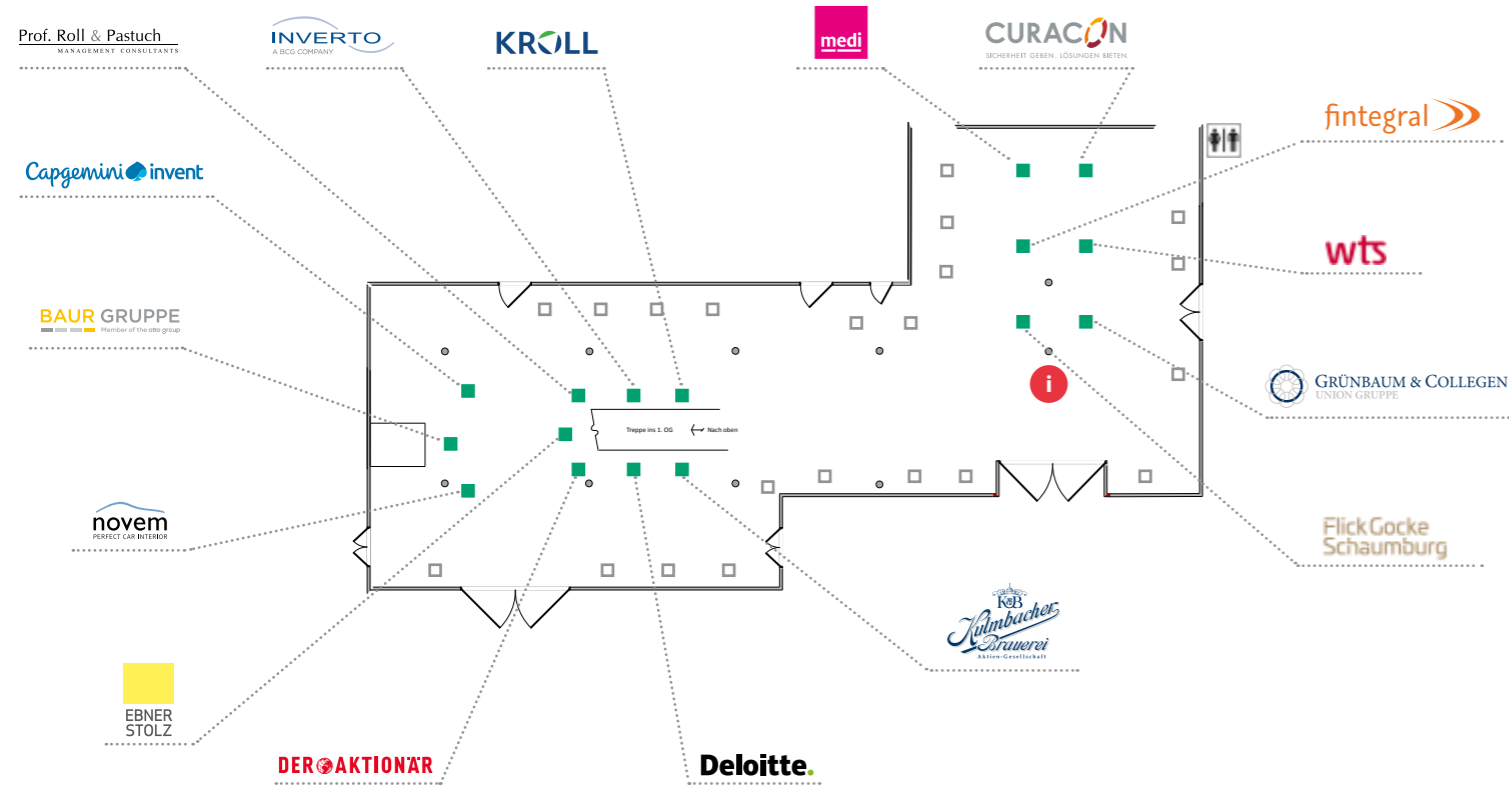 Prof. Roll & Pastuch
MANAGEMENT CONSULTANTS
INVERTO
A BCG COMPANY
KROLL
medi
CURACON
SICHERHEIT GEBEN. LÖSUNGEN BIETEN.
fintegral
Capgemini invent
wts
BAUR GRUPPE
Member of the otto group
i
GRÜNBAUM & COLLEGEN
UNION GRUPPE
Treppe ins 1. OG
Nach oben
novem
PERFECT CAR INTERIOR
Flick Gocke
Schaumburg
K&B
Kulmbacher
Brauerei
Aktien-Gesellschaft
EBNER
STOLZ
DER AKTIONÄR
Deloitte.